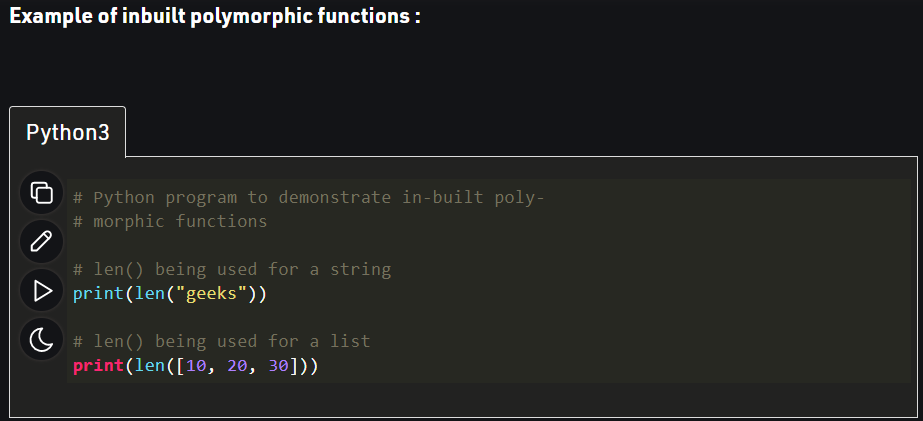 Example of inbuilt polymorphic functions :
Python3
# Python program to demonstrate in-built poly-
# morphic functions
# len() being used for a string
print(len("geeks"))
# len() being used for a list
print(len([10, 20, 30]))